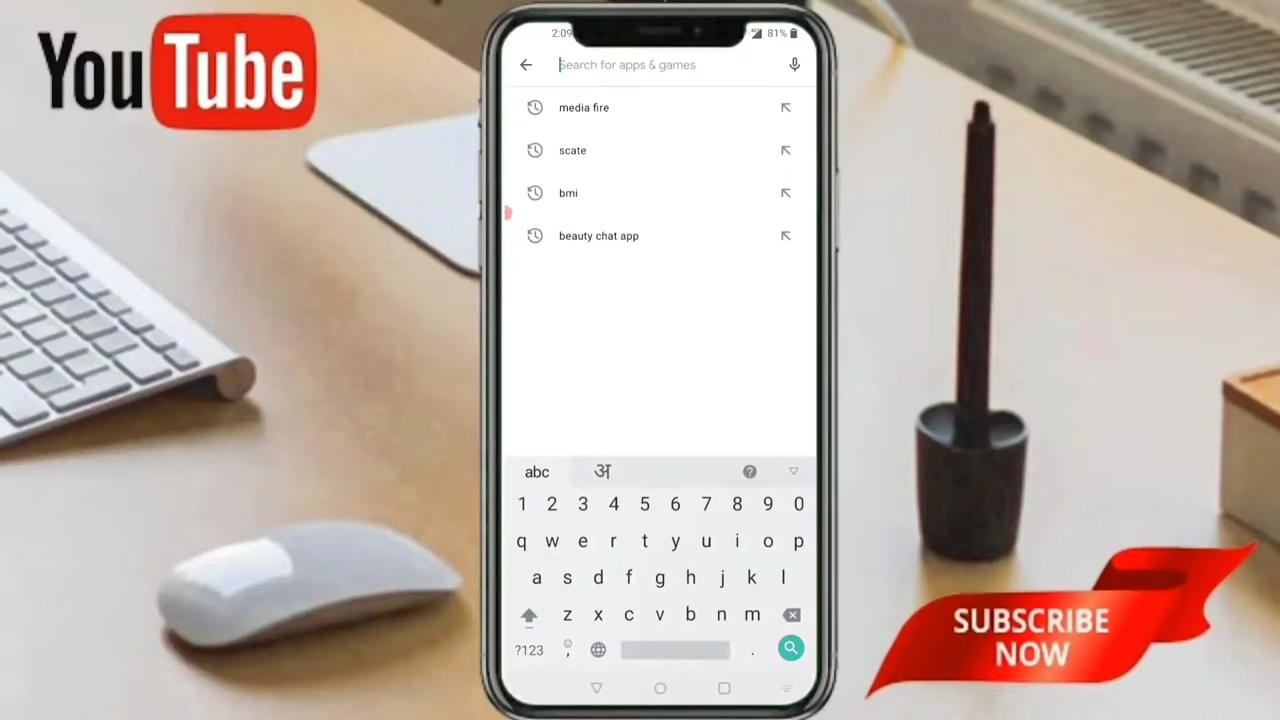 YouTube
2:09
81%
Search for apps & games
media fire
scate
bmi
beauty chat app
abc अ ?
1 2 3 4 5 6 7 8 9 0
q w e r t y u i o p
a s d f g h j k l
z x c v b n m
?123 , .
SUBSCRIBE
NOW